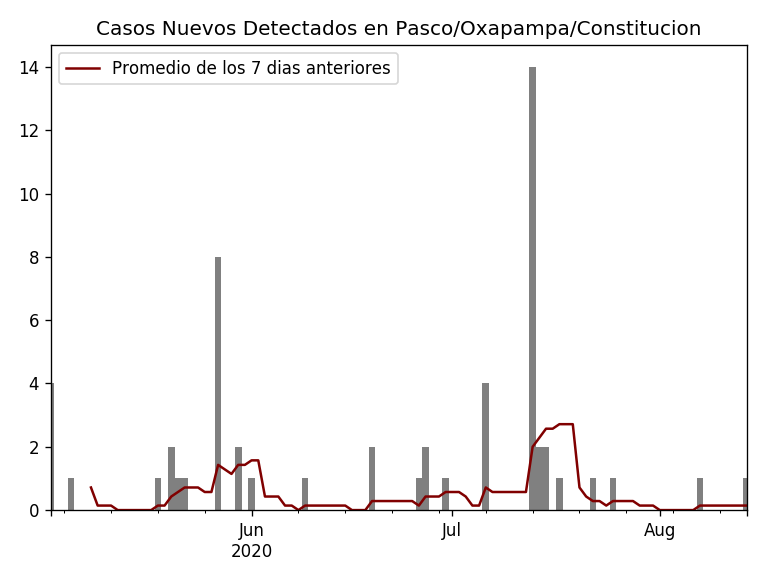 Casos Nuevos Detectados en Pasco/Oxapampa/Constitucion
Promedio de los 7 dias anteriores
14
12
10
8
6
4
2
0
Jun
2020
Jul
Aug